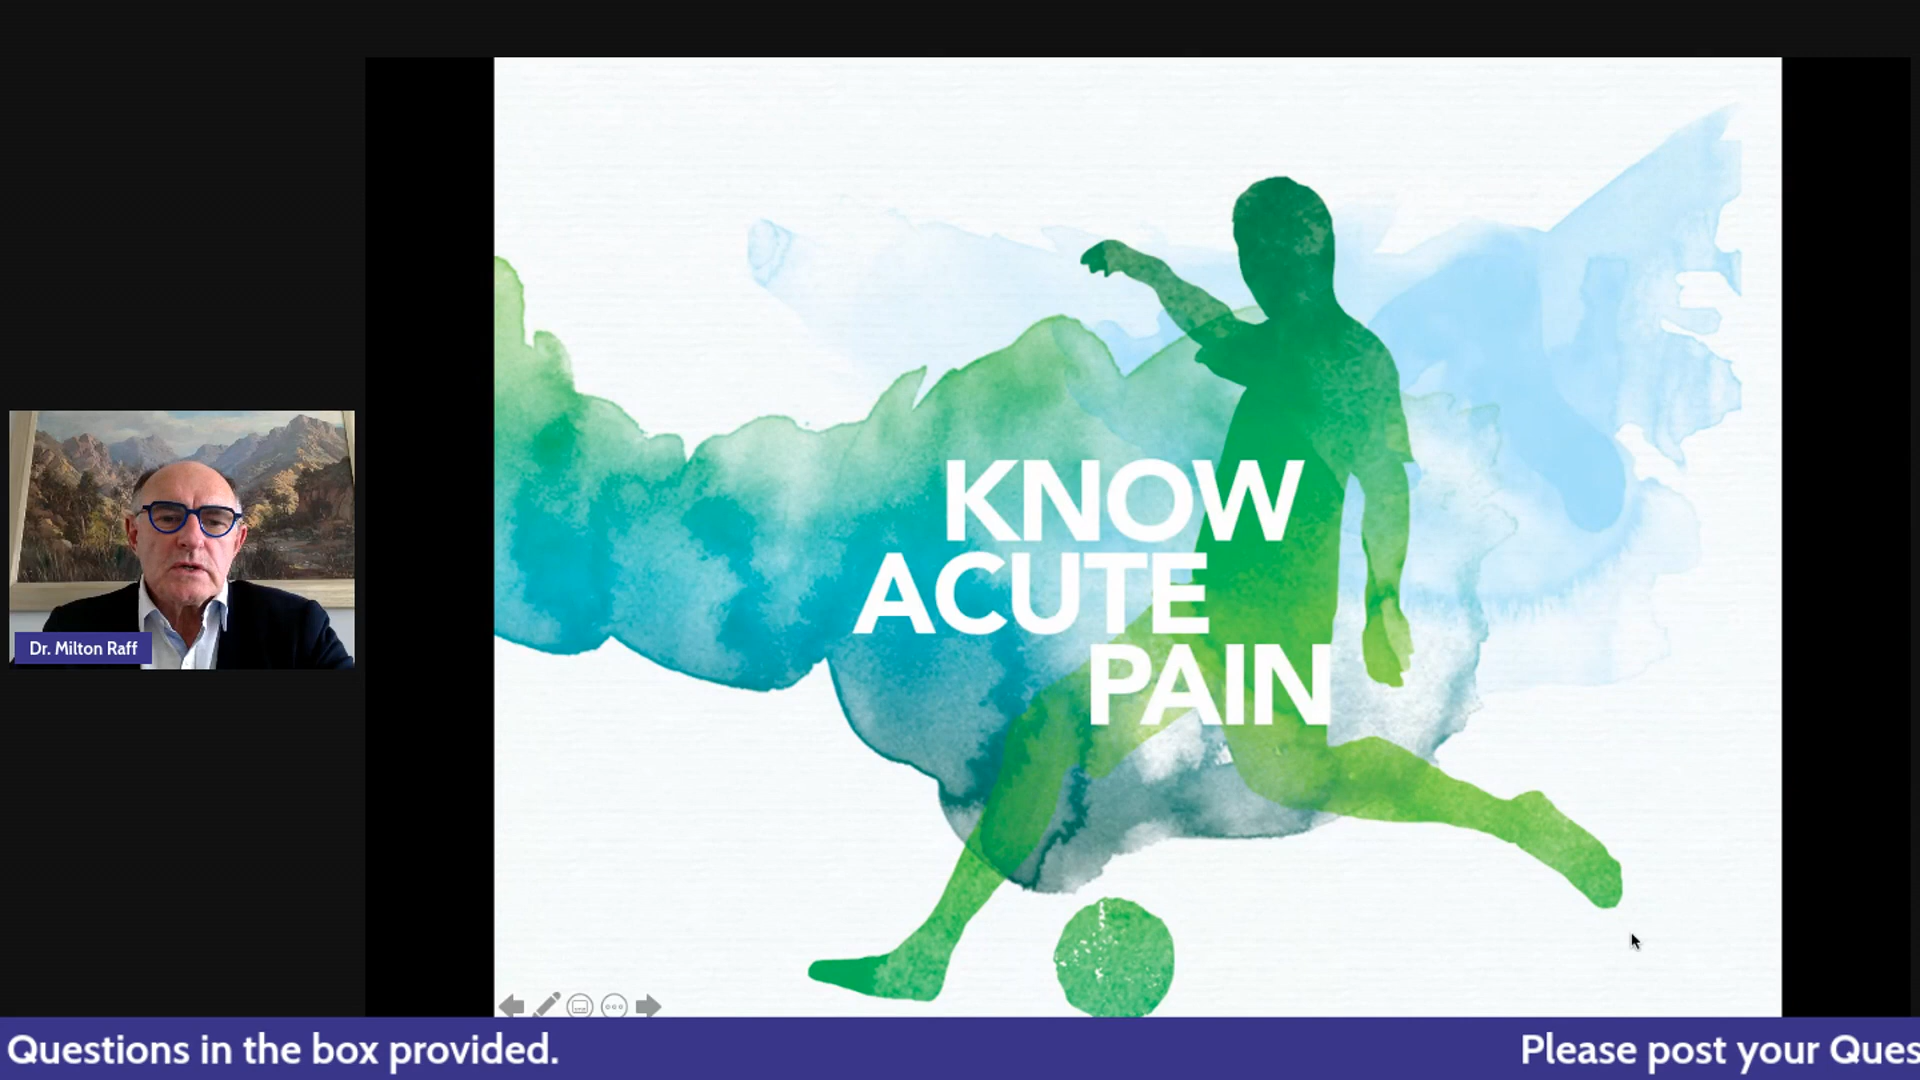 KNOW
ACUTE
PAIN
Dr. Milton Raff
Questions in the box provided.
Please post your Ques